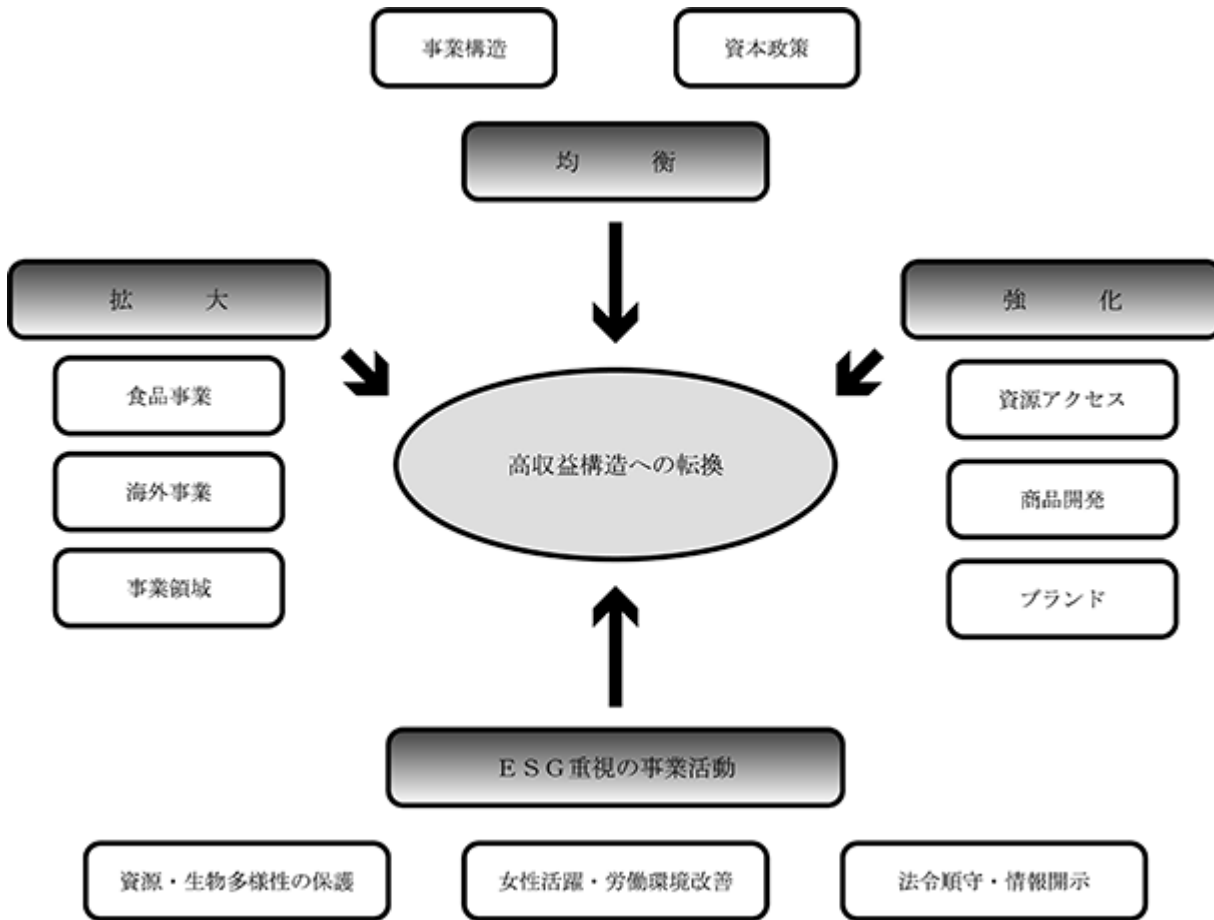 事業構造
資本政策
均 衡
拡 大
食品事業
海外事業
事業領域
強 化
資源アクセス
商品開発
ブランド
高収益構造への転換
ＥＳＧ重視の事業活動
資源・生物多様性の保護
女性活躍・労働環境改善
法令順守・情報開示